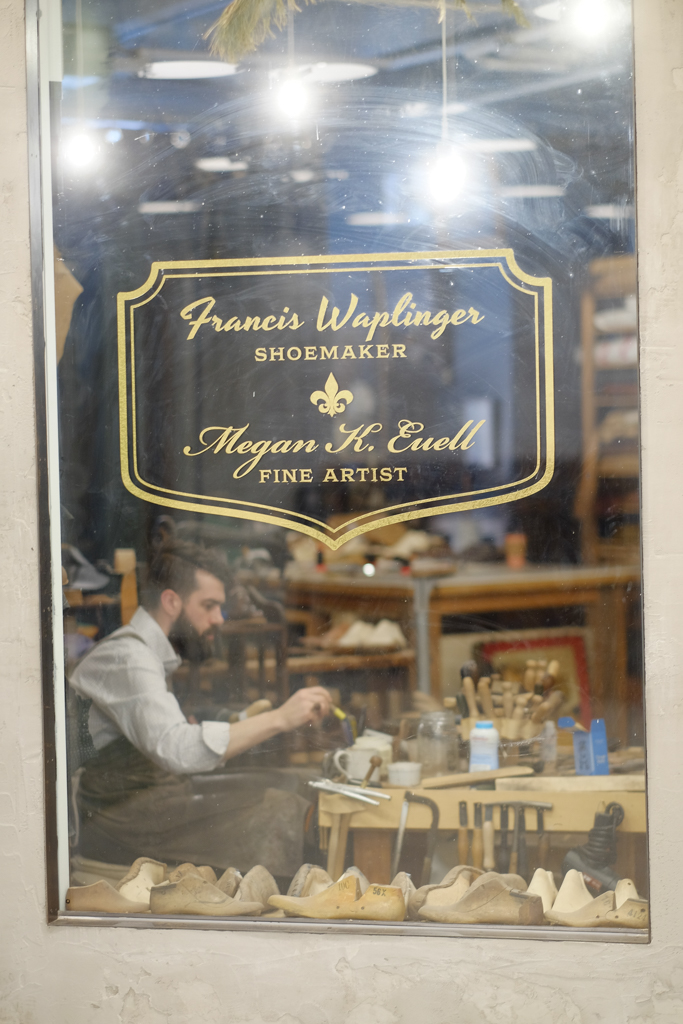 Francis Waplinger
SHOEMAKER
Megan K. Euell
FINE ARTIST